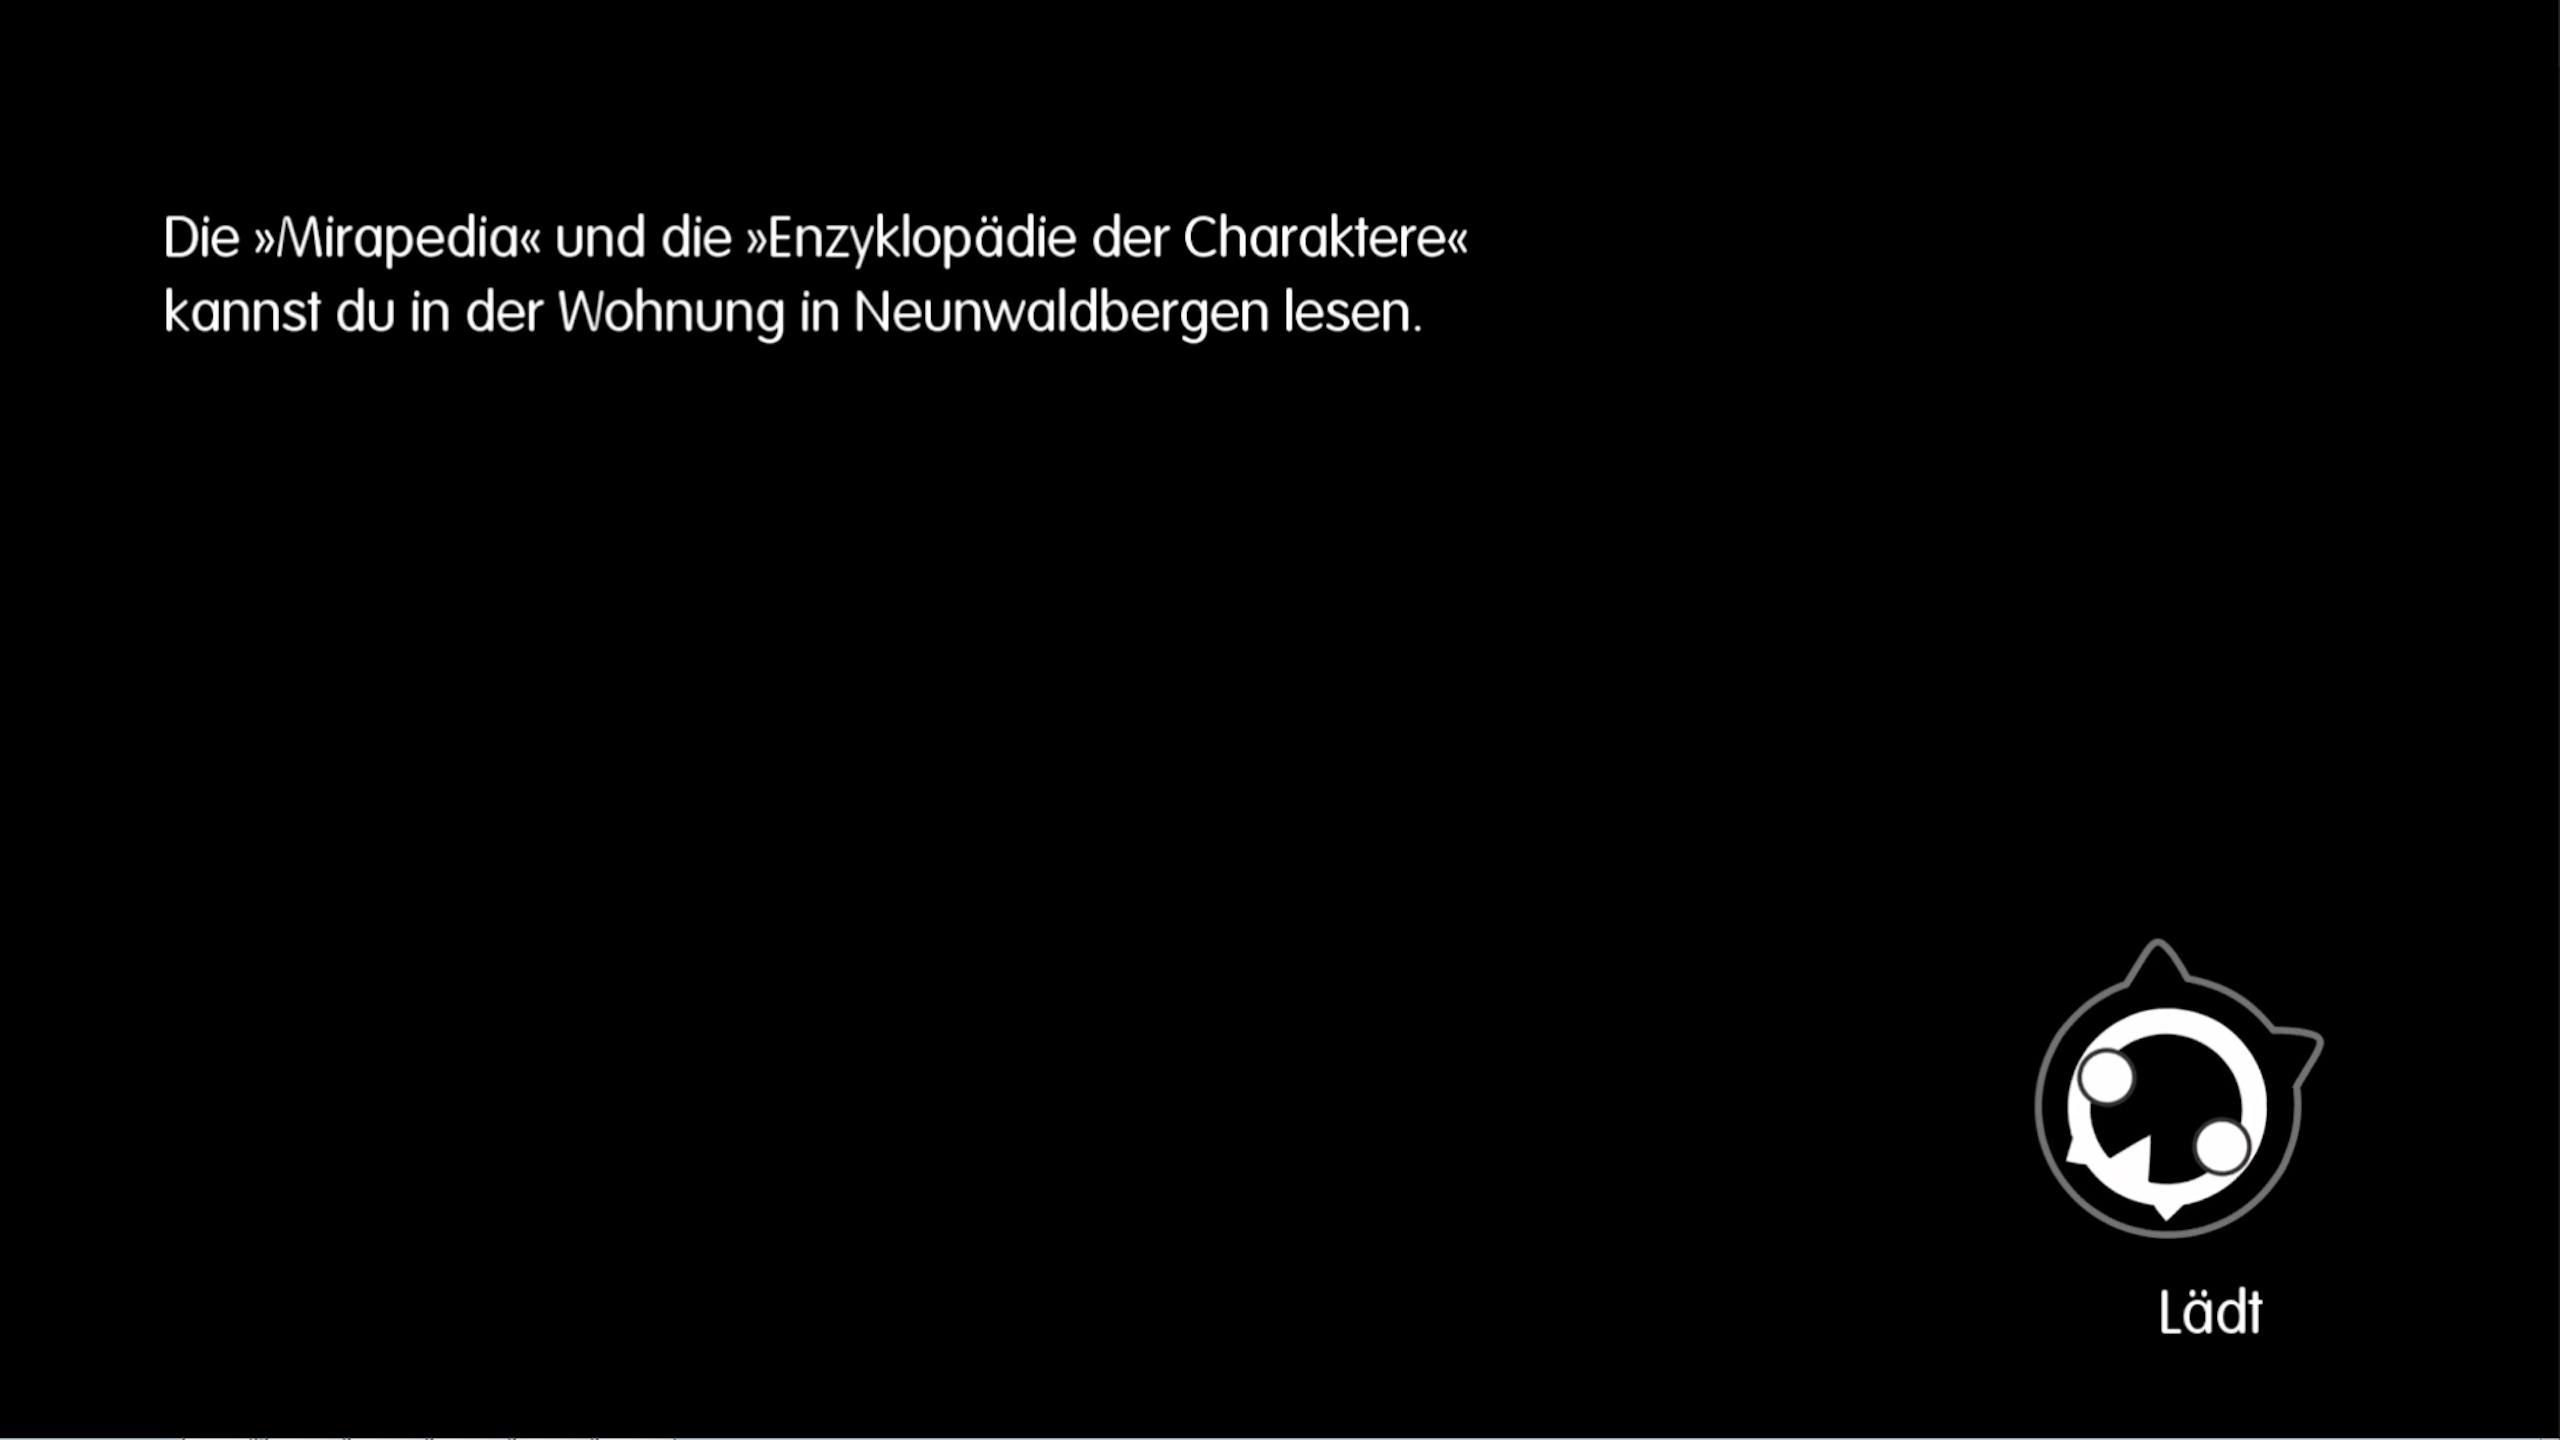 Die »Mirapedia« und die »Enzyklopädie der Charaktere«
kannst du in der Wohnung in Neunwaldbergen lesen.
Lädt